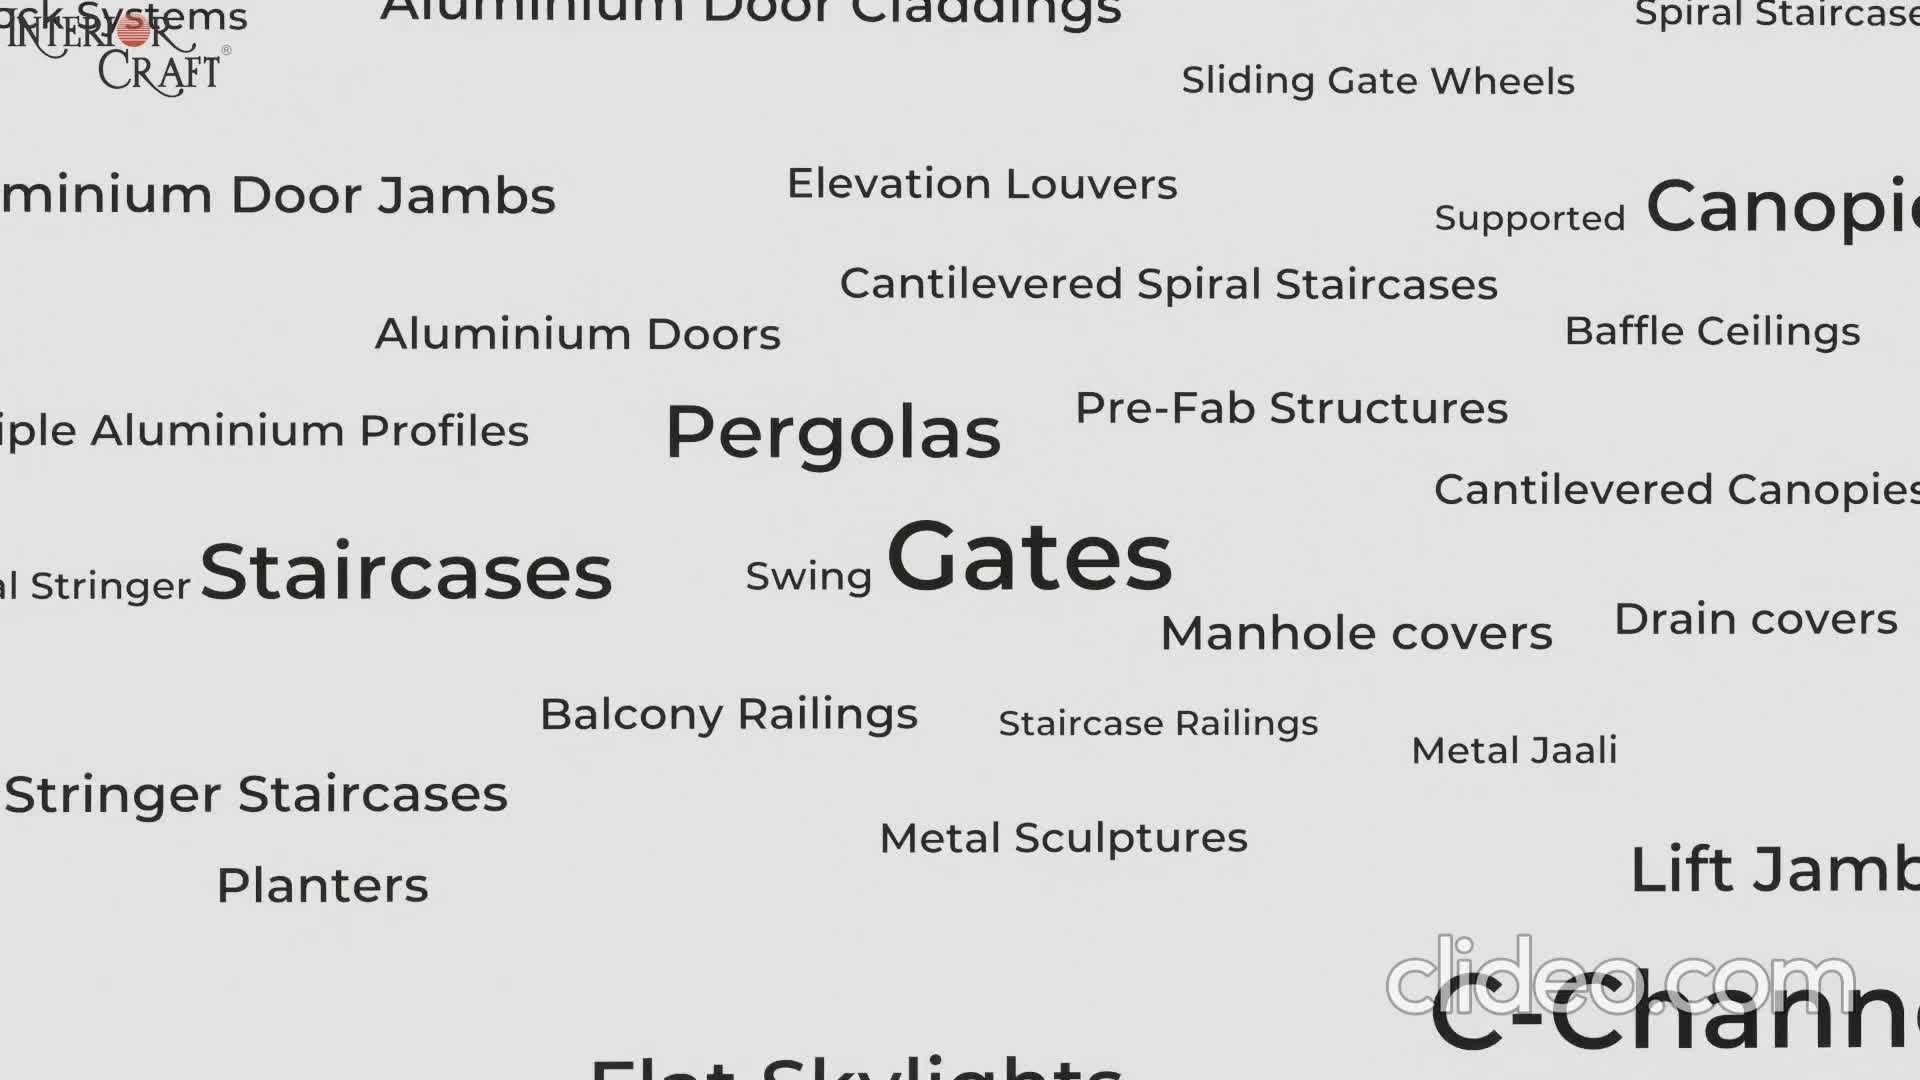 Systems
Aluminium Door Claddings
Spiral Staircase
INTERIOR
CRAFT®
Sliding Gate Wheels
minium Door Jambs
Elevation Louvers
Supported Canopie
Cantilevered Spiral Staircases
Aluminium Doors
Baffle Ceilings
iple Aluminium Profiles
Pergolas
Pre-Fab Structures
Cantilevered Canopies
al Stringer Staircases
Swing Gates
Manhole covers
Drain covers
Balcony Railings
Staircase Railings
Metal Jaali
Stringer Staircases
Metal Sculptures
Planters
Lift Jamb
clideo.com
C-Channe
Flat Skylights